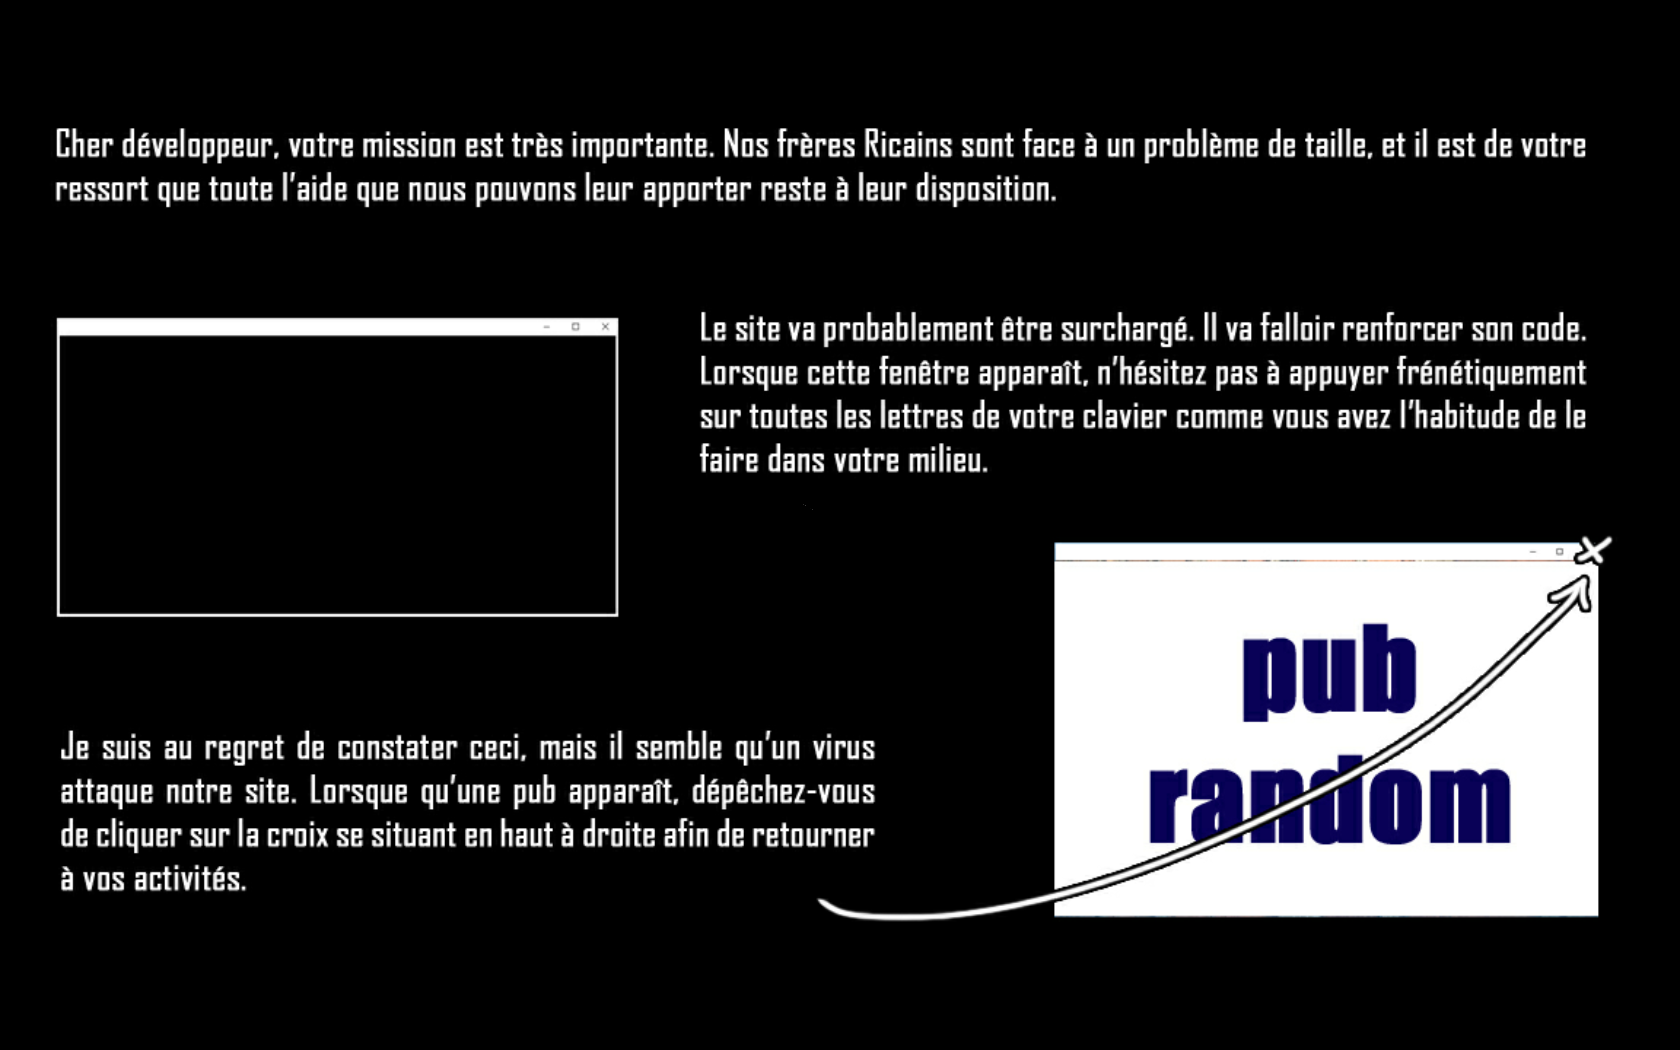 Cher développeur, votre mission est très importante. Nos frères Ricains sont face à un problème de taille, et il est de votre
ressort que toute l'aide que nous pouvons leur apporter reste à leur disposition.
Le site va probablement être surchargé. Il va falloir renforcer son code.
Lorsque cette fenêtre apparaît, n'hésitez pas à appuyer frénétiquement
sur toutes les lettres de votre clavier comme vous avez l'habitude de le
faire dans votre milieu.
pub
random
Je suis au regret de constater ceci, mais il semble qu'un virus
attaque notre site. Lorsque qu'une pub apparaît, dépêchez-vous
de cliquer sur la croix se situant en haut à droite afin de retourner
à vos activités.